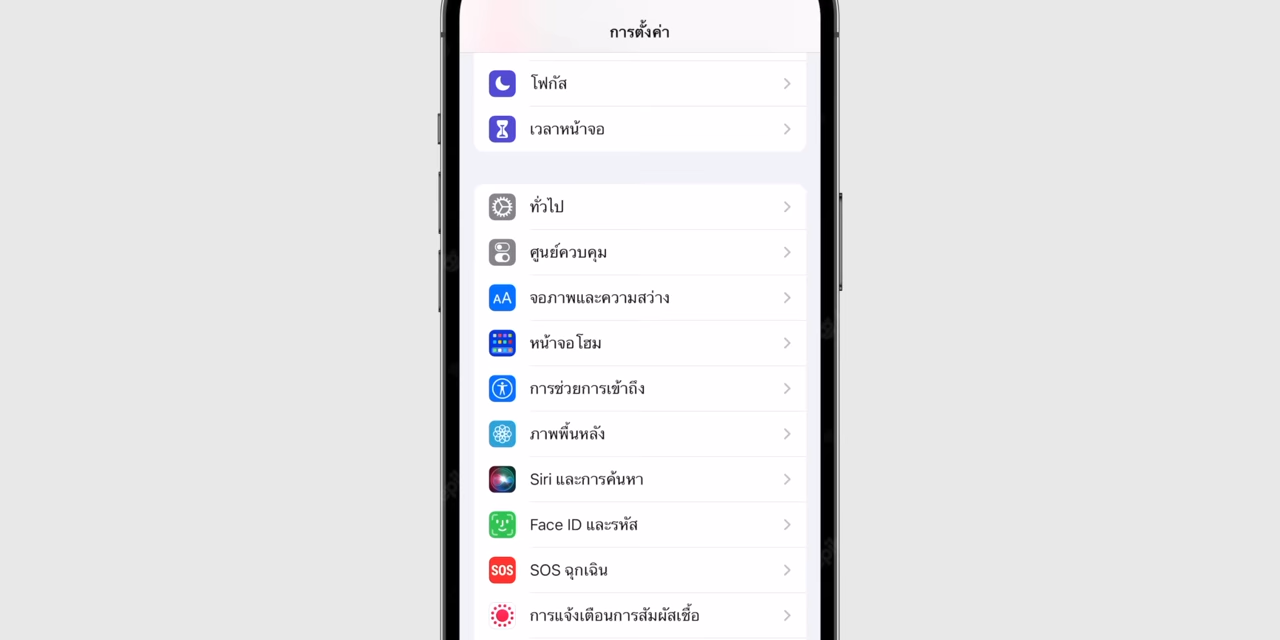 การตั้งค่า
โฟกัส
เวลาหน้าจอ
ทั่วไป
ศูนย์ควบคุม
AA จอภาพและความสว่าง
หน้าจอโฮม
การช่วยการเข้าถึง
ภาพพื้นหลัง
Siri และการค้นหา
Face ID และรหัส
SOS SOS ฉุกเฉิน
การแจ้งเตือนการสัมผัสเชื้อ